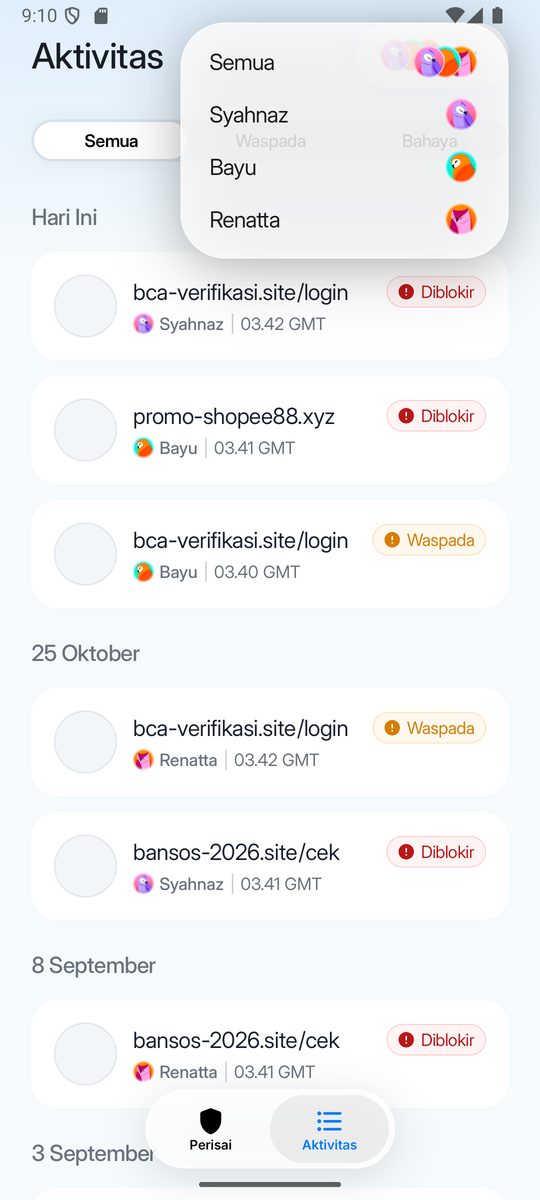 9:10
Aktivitas
Semua
Syahnaz
Bayu
Renatta
Semua
Waspada
Bahaya
Hari Ini
bca-verifikasi.site/login
Diblokir
Syahnaz | 03.42 GMT
promo-shopee88.xyz
Diblokir
Bayu | 03.41 GMT
bca-verifikasi.site/login
Waspada
Bayu | 03.40 GMT
25 Oktober
bca-verifikasi.site/login
Waspada
Renatta | 03.42 GMT
bansos-2026.site/cek
Diblokir
Syahnaz | 03.41 GMT
8 September
bansos-2026.site/cek
Diblokir
Renatta | 03.41 GMT
3 September
Perisai
Aktivitas